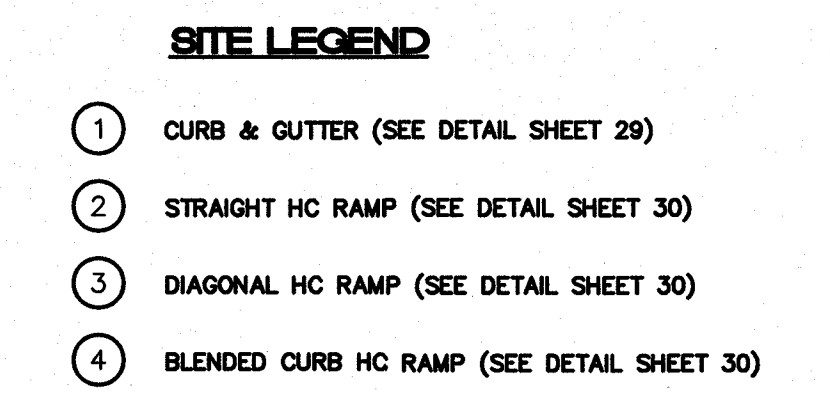 SITE LEGEND
1 CURB & GUTTER (SEE DETAIL SHEET 29)
2 STRAIGHT HC RAMP (SEE DETAIL SHEET 30)
3 DIAGONAL HC RAMP (SEE DETAIL SHEET 30)
4 BLENDED CURB HC RAMP (SEE DETAIL SHEET 30)